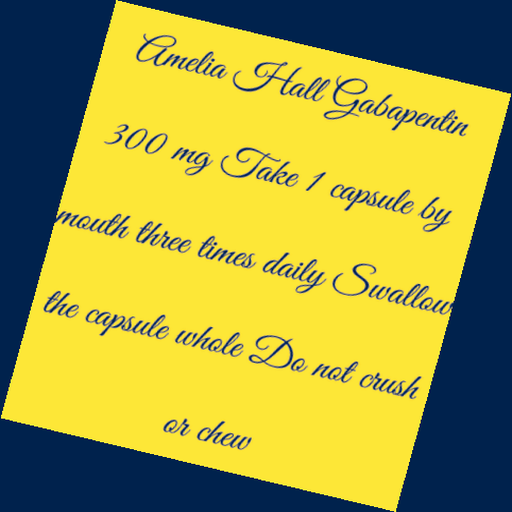 Amelia Hall Gabapentin
300 mg Take 1 capsule by
mouth three times daily Swallow
the capsule whole Do not crush
or chew